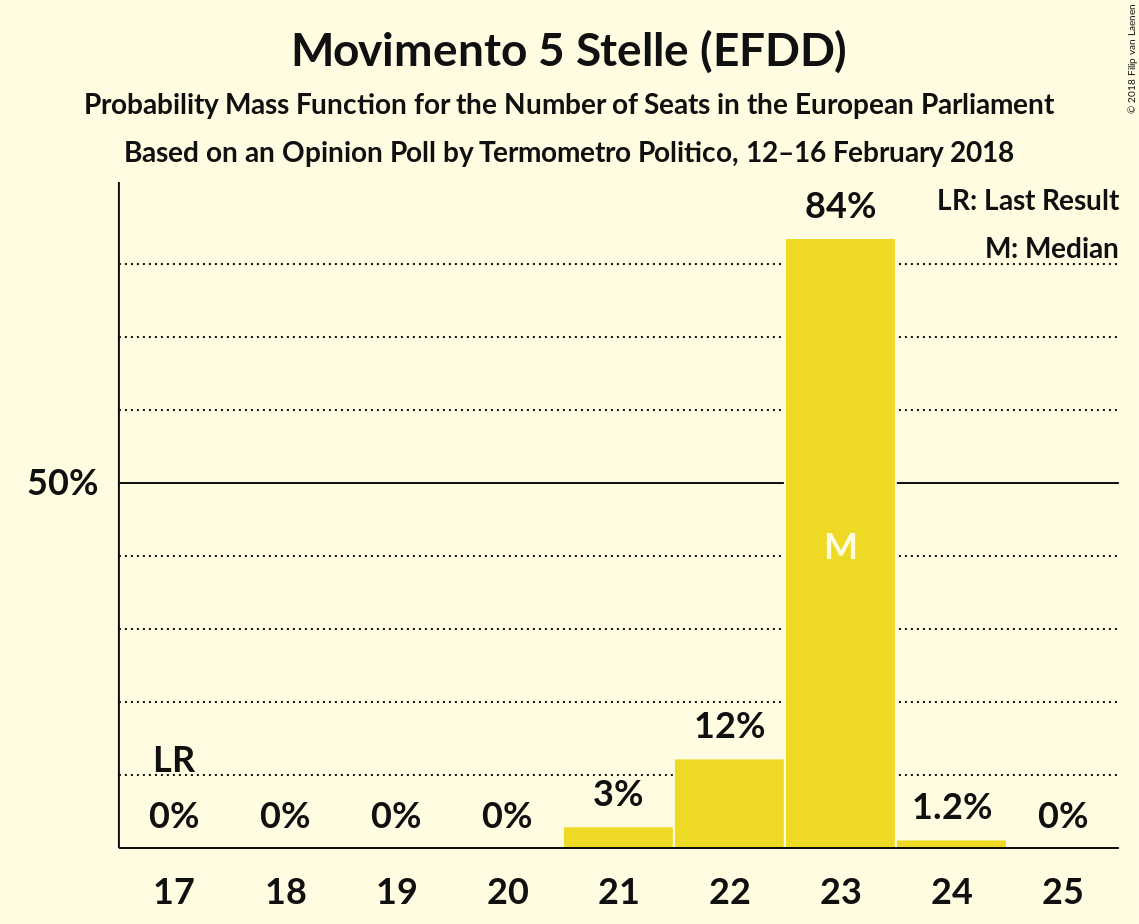 Movimento 5 Stelle (EFDD)
Probability Mass Function for the Number of Seats in the European Parliament
Based on an Opinion Poll by Termometro Politico, 12–16 February 2018
© 2018 Filip van Laenen
LR: Last Result
M: Median
84%
50%
M
12%
LR
3%
1.2%
0%
0%
0%
0%
0%
17 18 19 20 21 22 23 24 25